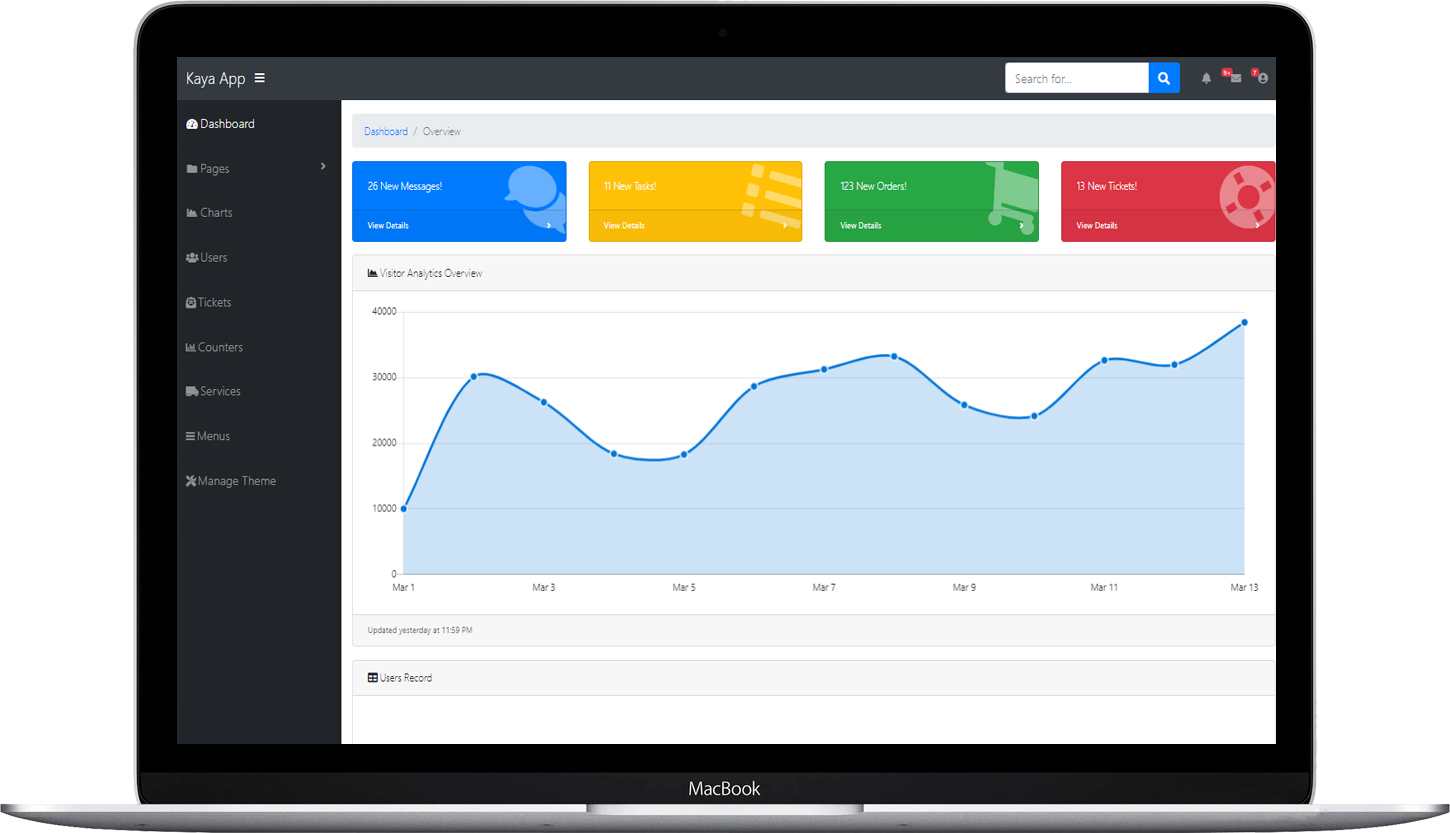 Kaya App
Search for...
9+
7
Dashboard
Pages
Charts
Users
Tickets
Counters
Services
Menus
Manage Theme
Dashboard / Overview
26 New Messages!
View Details
11 New Tasks!
View Details
123 New Orders!
View Details
13 New Tickets!
View Details
Visitor Analytics Overview
40000
30000
20000
10000
0
Mar 1 Mar 3 Mar 5 Mar 7 Mar 9 Mar 11 Mar 13
Updated yesterday at 11:59 PM
Users Record
MacBook